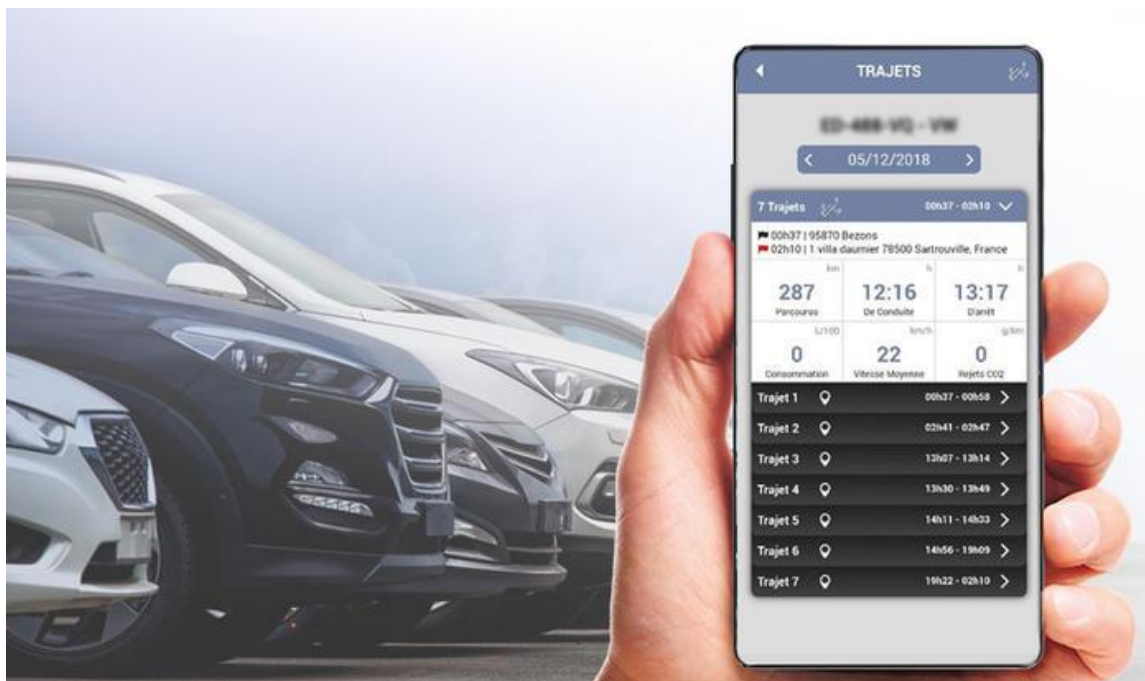 TRAJETS
05/12/2018
7 Trajets 00h37 - 02h10
00h37 | 95870 Bezons
02h10 | 1 villa daumier 78500 Sartrouville, France
km h h
287 12:16 13:17
Parcourus De Conduite D'arrêt
L/100 km/h g/km
0 22 0
Consommation Vitesse Moyenne Rejets CO2
Trajet 1 00h37 - 00h58
Trajet 2 02h41 - 02h47
Trajet 3 13h07 - 13h14
Trajet 4 13h30 - 13h49
Trajet 5 14h11 - 14h33
Trajet 6 14h56 - 19h09
Trajet 7 19h22 - 02h10